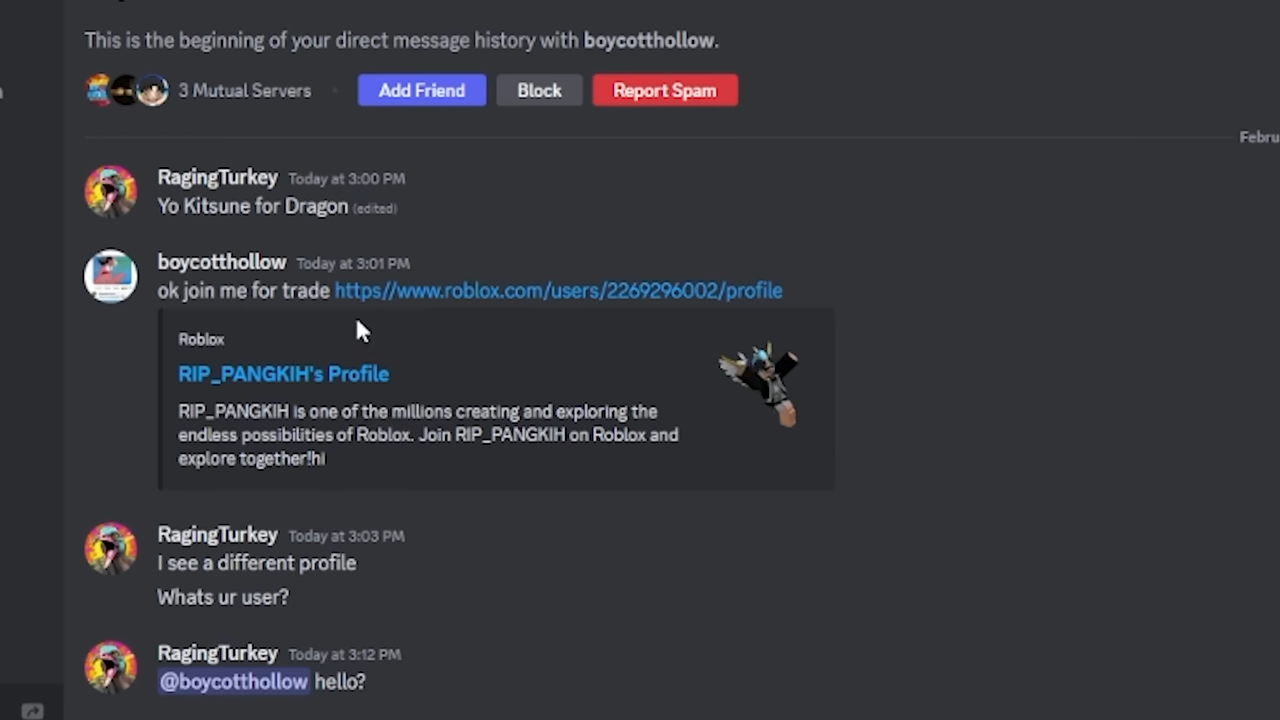 This is the beginning of your direct message history with boycotthollow.
3 Mutual Servers
Add Friend
Block
Report Spam
Febru
RagingTurkey Today at 3:00 PM
Yo Kitsune for Dragon (edited)
boycotthollow Today at 3:01 PM
ok join me for trade https//www.roblox.com/users/2269296002/profile
Roblox
RIP_PANGKIH's Profile
RIP_PANGKIH is one of the millions creating and exploring the
endless possibilities of Roblox. Join RIP_PANGKIH on Roblox and
explore together!hi
RagingTurkey Today at 3:03 PM
I see a different profile
Whats ur user?
RagingTurkey Today at 3:12 PM
@boycotthollow hello?